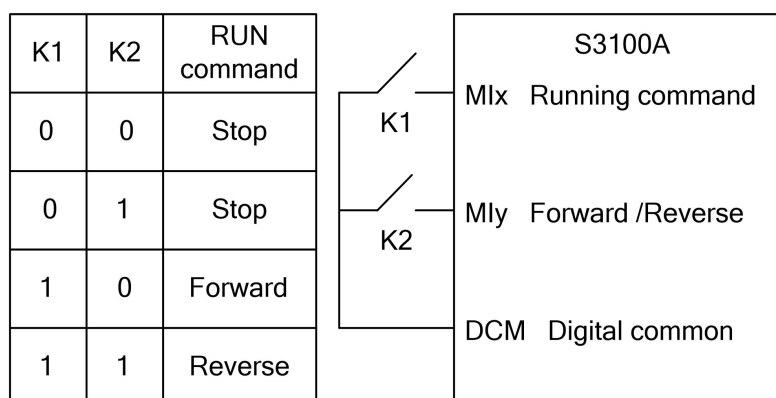 K1 K2 RUN command
0 0 Stop
0 1 Stop
1 0 Forward
1 1 Reverse
S3100A
MIx Running command
K1
MIy Forward /Reverse
K2
DCM Digital common